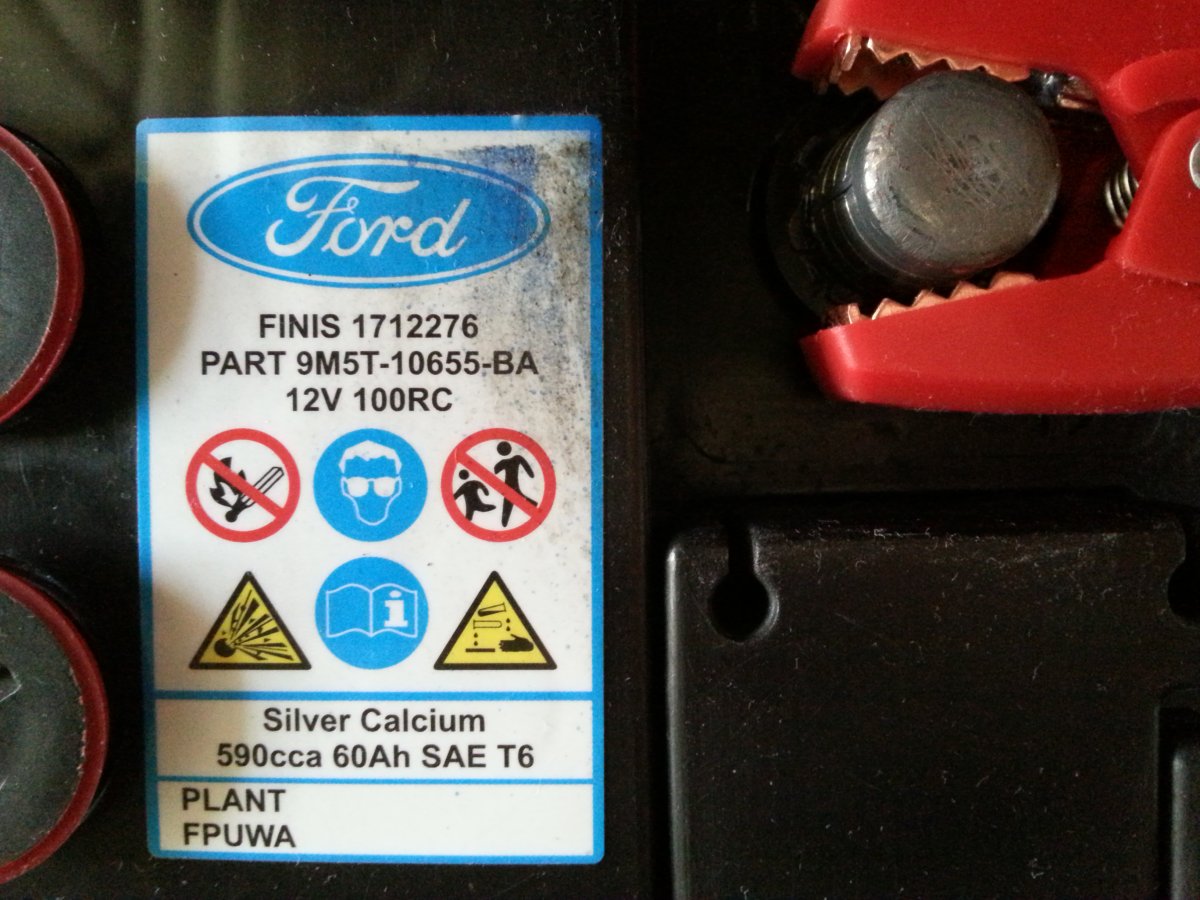 Ford
FINIS 1712276
PART 9M5T-10655-BA
12V 100RC
i
Silver Calcium
590cca 60Ah SAE T6
PLANT
FPUWA